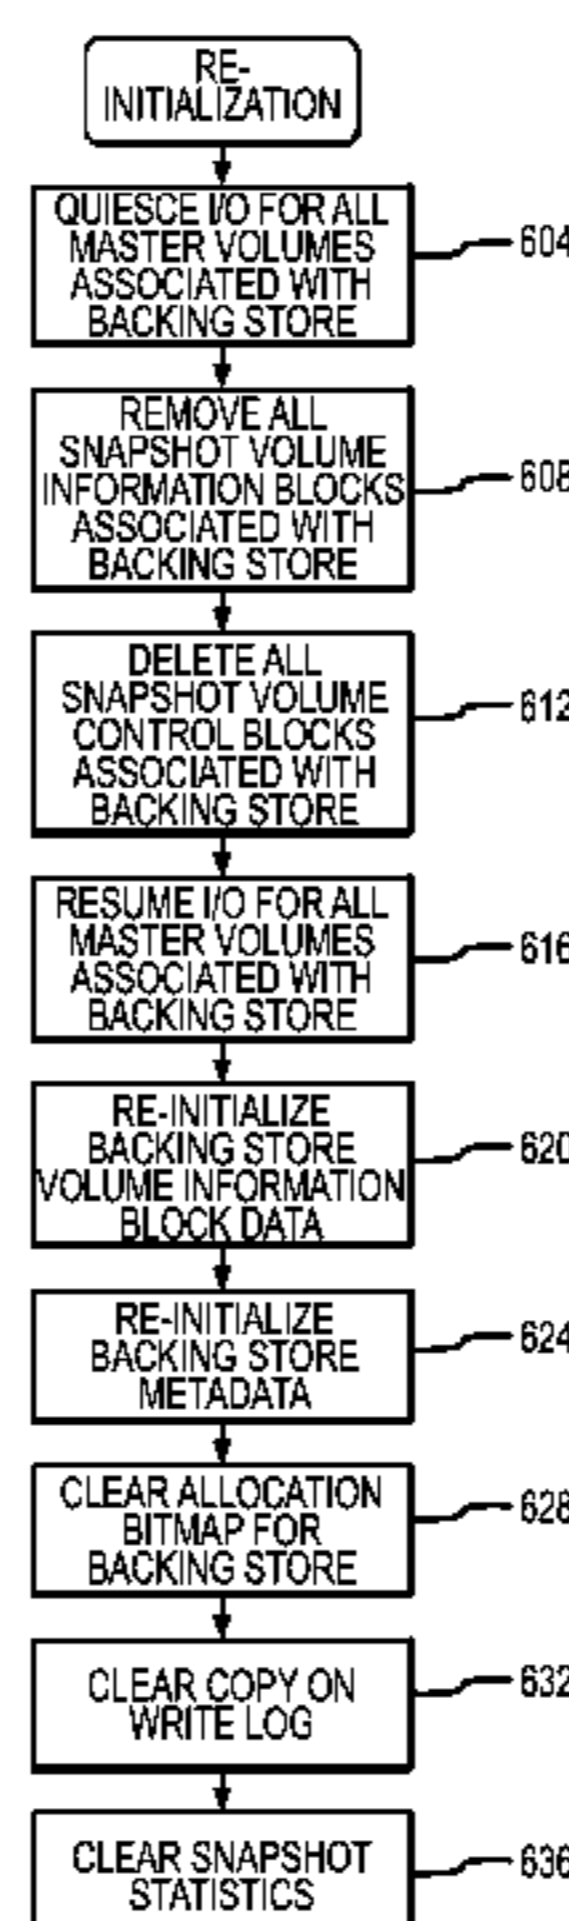 RE-
INITIALIZATION
QUIESCE I/O FOR ALL
MASTER VOLUMES
ASSOCIATED WITH
BACKING STORE
604
REMOVE ALL
SNAPSHOT VOLUME
INFORMATION BLOCKS
ASSOCIATED WITH
BACKING STORE
608
DELETE ALL
SNAPSHOT VOLUME
CONTROL BLOCKS
ASSOCIATED WITH
BACKING STORE
612
RESUME I/O FOR ALL
MASTER VOLUMES
ASSOCIATED WITH
BACKING STORE
616
RE-INITIALIZE
BACKING STORE
VOLUME INFORMATION
BLOCK DATA
620
RE-INITIALIZE
BACKING STORE
METADATA
624
CLEAR ALLOCATION
BITMAP FOR
BACKING STORE
628
CLEAR COPY ON
WRITE LOG
632
CLEAR SNAPSHOT
STATISTICS
636